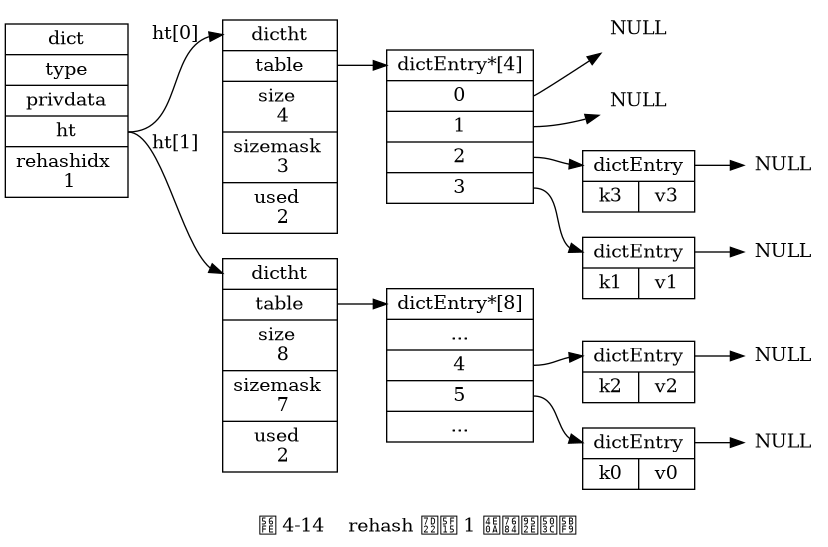 dict
type
privdata
ht
rehashidx
1
ht[0]
ht[1]
dictht
table
size
4
sizemask
3
used
2
dictEntry*[4]
0
1
2
3
NULL
NULL
dictEntry
k3 v3
NULL
dictEntry
k1 v1
NULL
dictht
table
size
8
sizemask
7
used
2
dictEntry*[8]
...
4
5
...
dictEntry
k2 v2
NULL
dictEntry
k0 v0
NULL
4-14 rehash 1